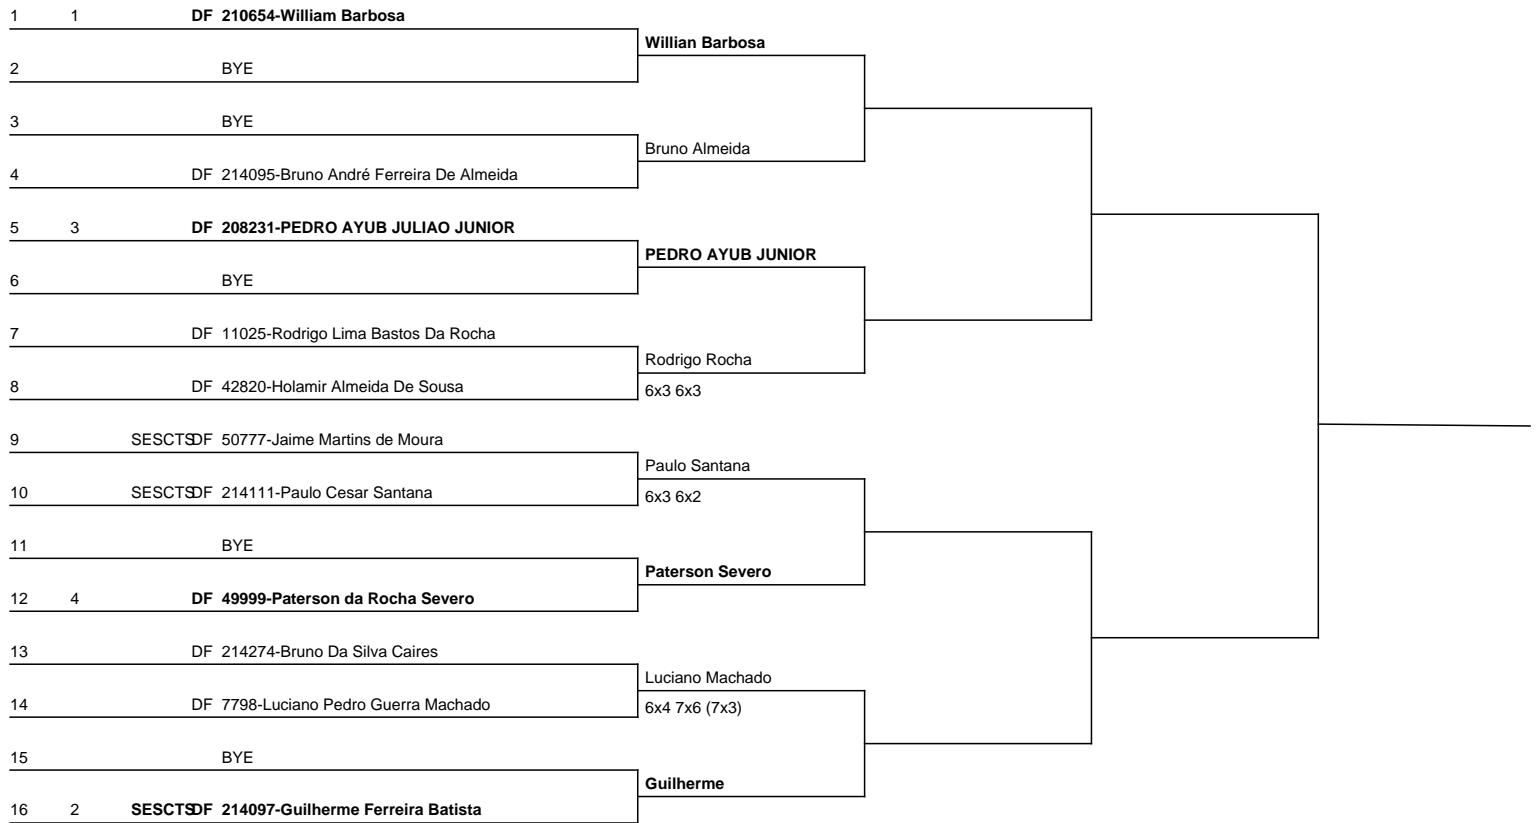 1 1 DF 210654-William Barbosa
Willian Barbosa
2 BYE
3 BYE
Bruno Almeida
4 DF 214095-Bruno André Ferreira De Almeida
5 3 DF 208231-PEDRO AYUB JULIAO JUNIOR
PEDRO AYUB JUNIOR
6 BYE
7 DF 11025-Rodrigo Lima Bastos Da Rocha
Rodrigo Rocha
8 DF 42820-Holamir Almeida De Sousa
6x3 6x3
9 SESCTSDF 50777-Jaime Martins de Moura
Paulo Santana
10 SESCTSDF 214111-Paulo Cesar Santana
6x3 6x2
11 BYE
Paterson Severo
12 4 DF 49999-Paterson da Rocha Severo
13 DF 214274-Bruno Da Silva Caires
Luciano Machado
14 DF 7798-Luciano Pedro Guerra Machado
6x4 7x6 (7x3)
15 BYE
Guilherme
16 2 SESCTSDF 214097-Guilherme Ferreira Batista